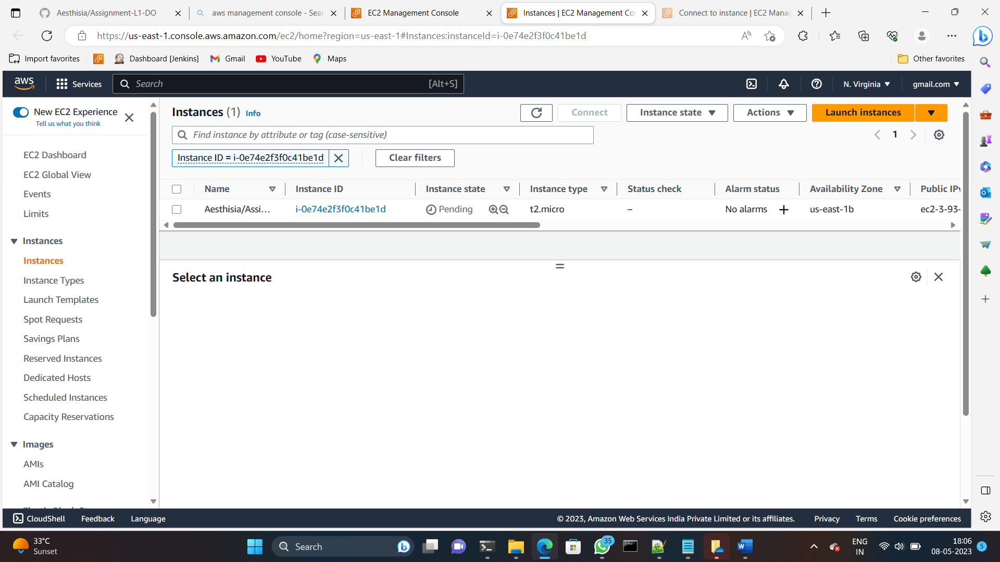 Aesthisia/Assignment-L1-DO
aws management console - Sear
EC2 Management Console
Instances | EC2 Management Co
Connect to instance | EC2 Manag
https://us-east-1.console.aws.amazon.com/ec2/home?region=us-east-1#Instances:instanceId=i-0e74e2f3f0c41be1d
Import favorites
Dashboard [Jenkins]
Gmail
YouTube
Maps
Other favorites
aws
Services
Search
[Alt+S]
N. Virginia
gmail.com
New EC2 Experience
Tell us what you think
EC2 Dashboard
EC2 Global View
Events
Limits
Instances
Instances
Instance Types
Launch Templates
Spot Requests
Savings Plans
Reserved Instances
Dedicated Hosts
Scheduled Instances
Capacity Reservations
Images
AMIs
AMI Catalog
Instances (1) Info
Connect
Instance state
Actions
Launch instances
Find instance by attribute or tag (case-sensitive)
1
Instance ID = i-0e74e2f3f0c41be1d
Clear filters
Name
Instance ID
Instance state
Instance type
Status check
Alarm status
Availability Zone
Public IPv
Aesthisia/Assi...
i-0e74e2f3f0c41be1d
Pending
t2.micro
–
No alarms
us-east-1b
ec2-3-93-
Select an instance
CloudShell
Feedback
Language
© 2023, Amazon Web Services India Private Limited or its affiliates.
Privacy
Terms
Cookie preferences
33°C
Sunset
Search
35
ENG
IN
18:06
08-05-2023
5